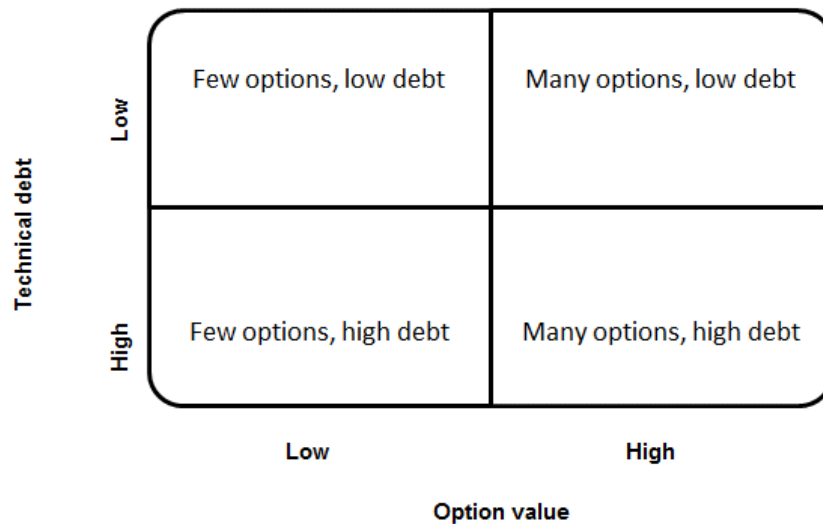 Few options, low debt
Many options, low debt
Low
Technical debt
Few options, high debt
Many options, high debt
High
Low
High
Option value